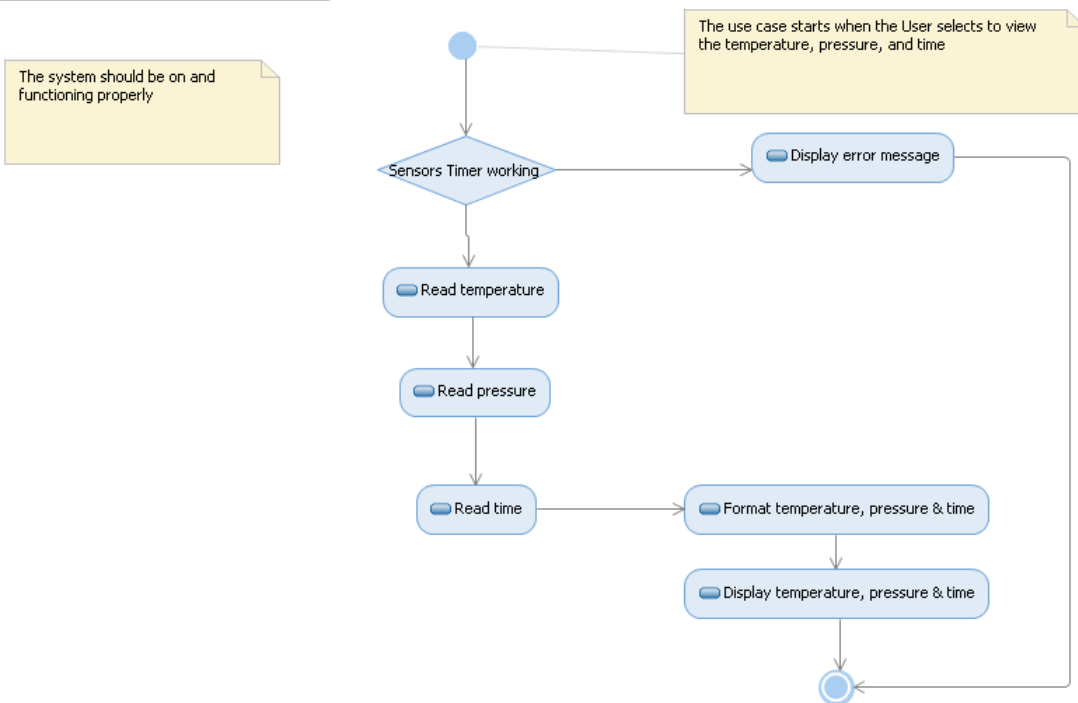 The use case starts when the User selects to view
the temperature, pressure, and time
The system should be on and
functioning properly
Sensors Timer working
Display error message
Read temperature
Read pressure
Read time
Format temperature, pressure & time
Display temperature, pressure & time